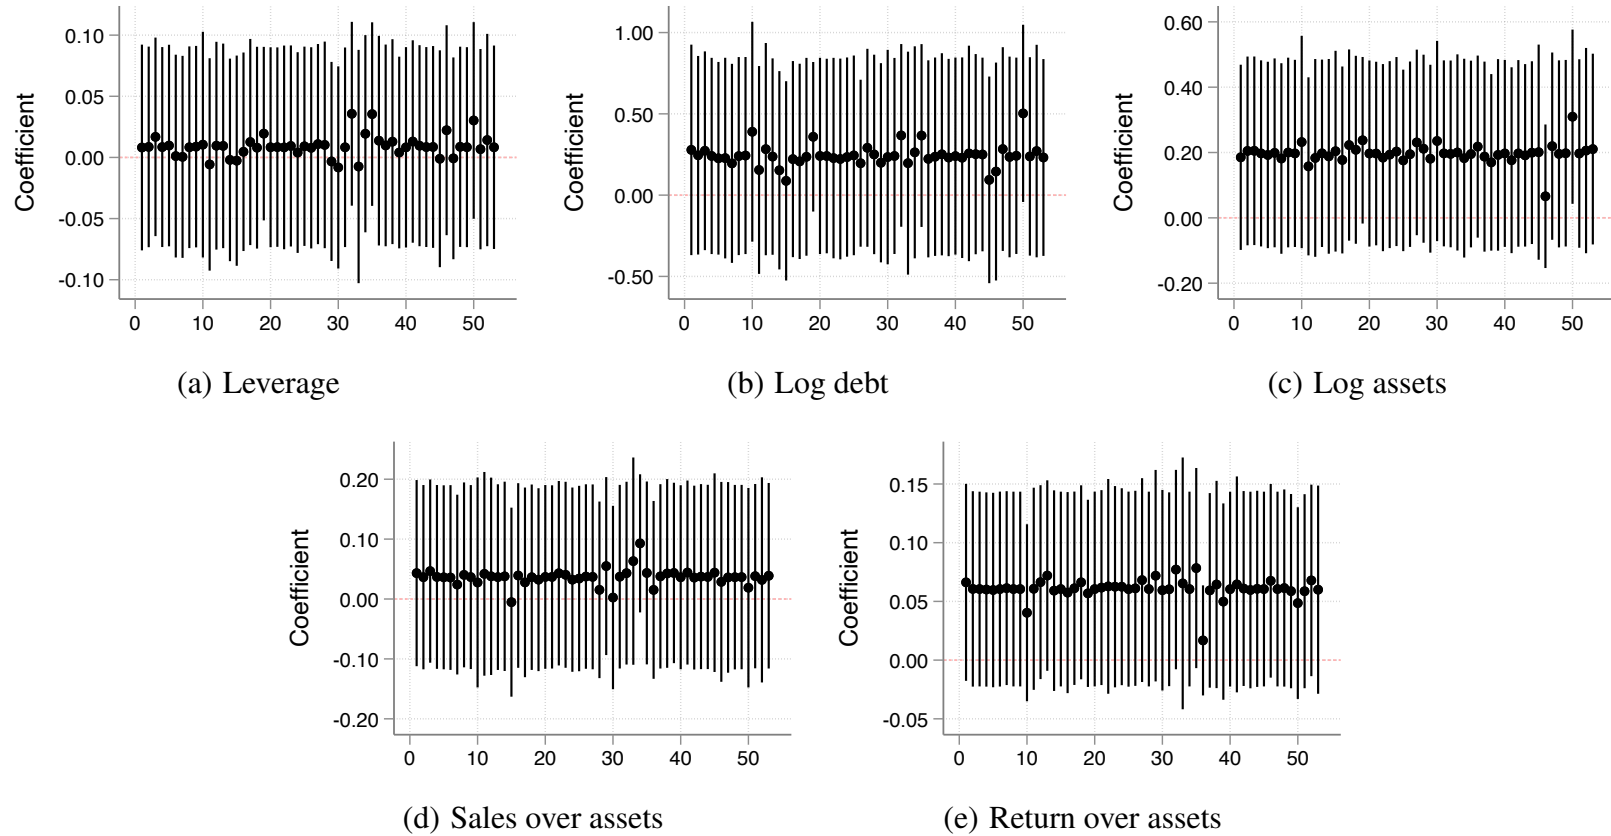 Coefficient
0.10
0.05
0.00
-0.05
-0.10
0 10 20 30 40 50
(a) Leverage
Coefficient
1.00
0.50
0.00
-0.50
0 10 20 30 40 50
(b) Log debt
Coefficient
0.60
0.40
0.20
0.00
-0.20
0 10 20 30 40 50
(c) Log assets
Coefficient
0.20
0.10
0.00
-0.10
-0.20
0 10 20 30 40 50
(d) Sales over assets
Coefficient
0.15
0.10
0.05
0.00
-0.05
0 10 20 30 40 50
(e) Return over assets